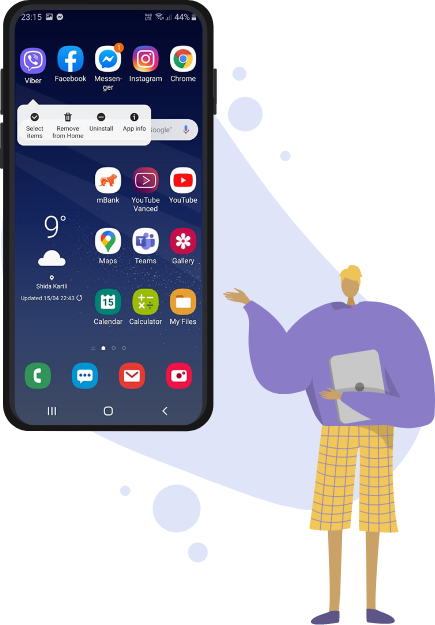 23:15 44%
Viber Facebook Messen-ger Instagram Chrome
1
Select items Remove from Home Uninstall App info
mBank YouTube Vanced YouTube
9°
Maps Teams Gallery
Shida Kartli
Updated 15/04 22:43
15
Calendar Calculator My Files